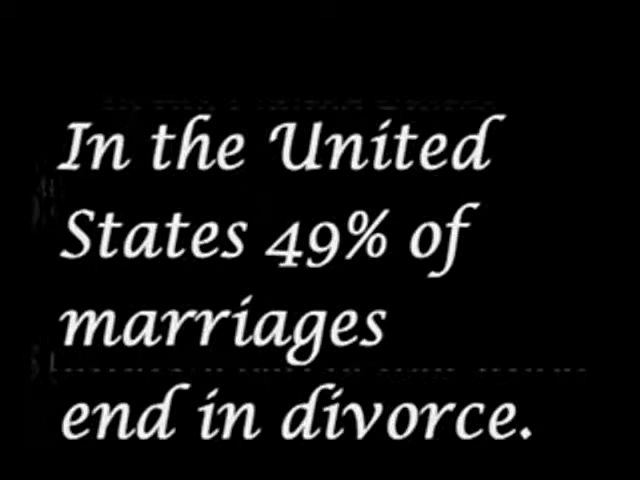 In the United
States 49% of
marriages
end in divorce.